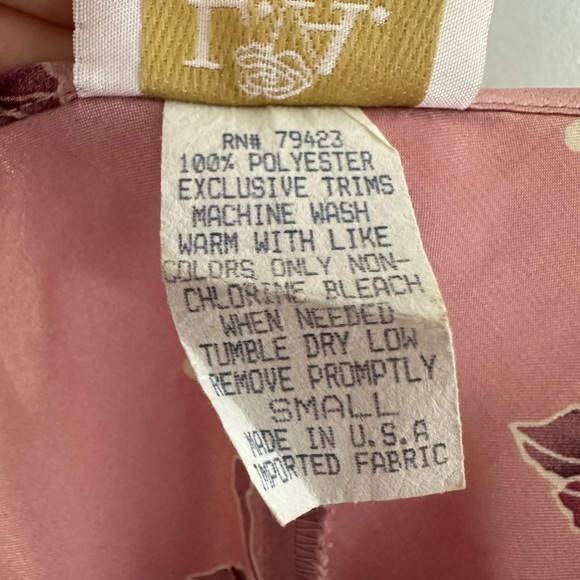 RN# 79423
100% POLYESTER
EXCLUSIVE TRIMS
MACHINE WASH
WARM WITH LIKE
COLORS ONLY NON-
CHLORINE BLEACH
WHEN NEEDED
TUMBLE DRY LOW
REMOVE PROMPTLY
SMALL
MADE IN U.S.A
IMPORTED FABRIC